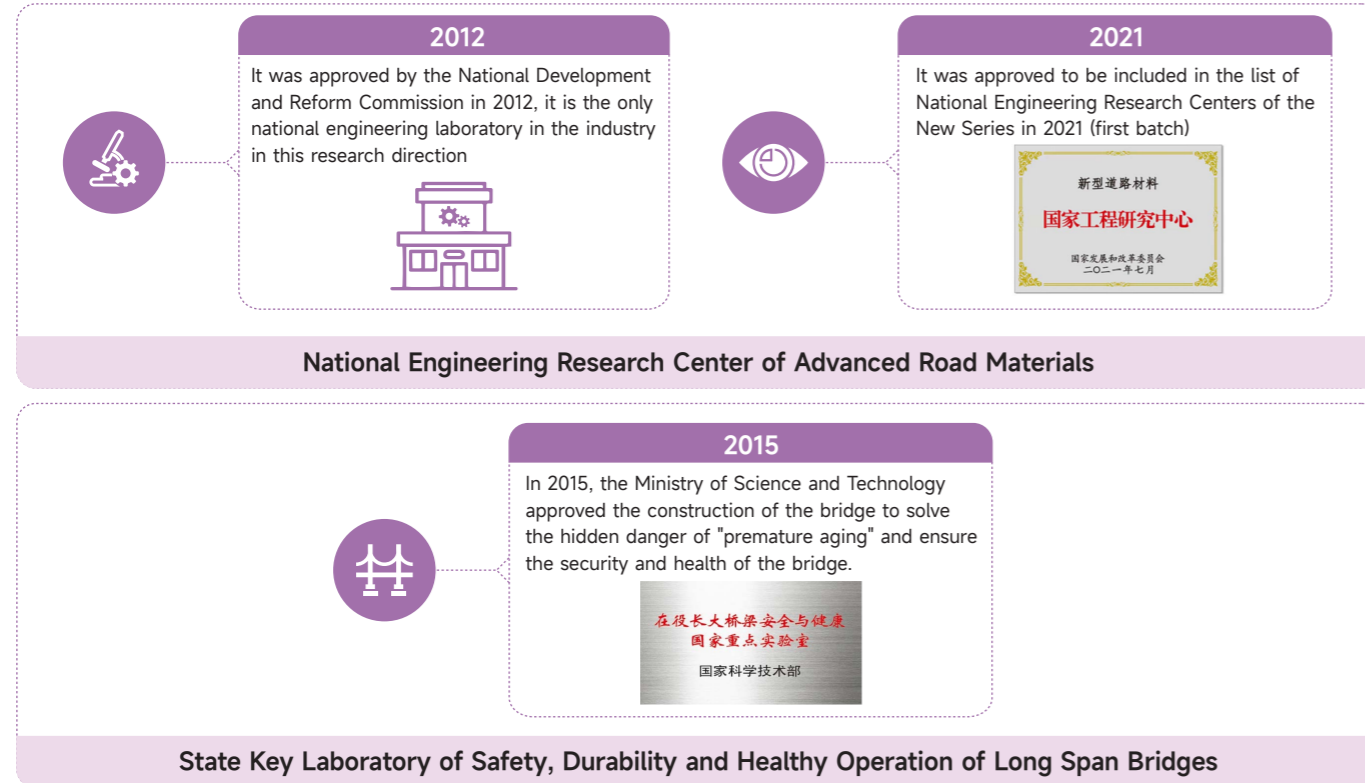 2012
It was approved by the National Development
and Reform Commission in 2012, it is the only
national engineering laboratory in the industry
in this research direction
2021
It was approved to be included in the list of
National Engineering Research Centers of the
New Series in 2021 (first batch)
新型道路材料
国家工程研究中心
国家发展和改革委员会
二〇二一年七月
National Engineering Research Center of Advanced Road Materials
2015
In 2015, the Ministry of Science and Technology
approved the construction of the bridge to solve
the hidden danger of "premature aging" and ensure
the security and health of the bridge.
在役长大桥梁安全与健康
国家重点实验室
国家科学技术部
State Key Laboratory of Safety, Durability and Healthy Operation of Long Span Bridges